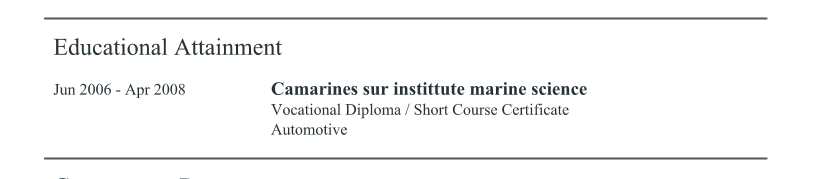 Educational Attainment
Jun 2006 - Apr 2008 Camarines sur instittute marine science
Vocational Diploma / Short Course Certificate
Automotive